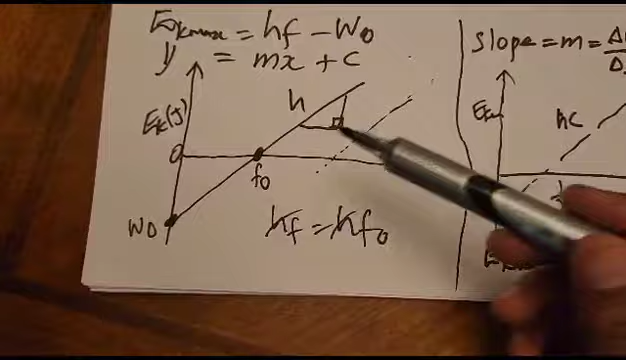 Ekmax = hf - W0
y = mx + c
Ek(J)
h
0
f0
W0
hf = hf0
slope = m = Δ
Δ
Ek
hc